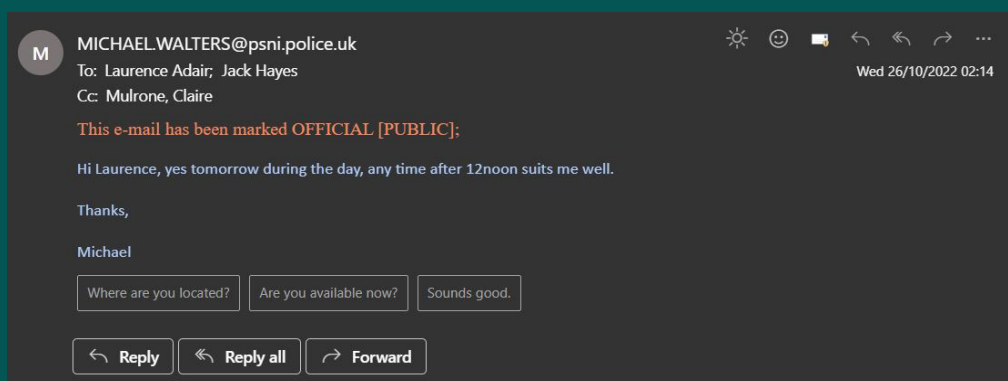 M
MICHAEL.WALTERS@psni.police.uk
To: Laurence Adair; Jack Hayes
Wed 26/10/2022 02:14
Cc: Mulrone, Claire
This e-mail has been marked OFFICIAL [PUBLIC];
Hi Laurence, yes tomorrow during the day, any time after 12noon suits me well.
Thanks,
Michael
Where are you located? Are you available now? Sounds good.
Reply Reply all Forward